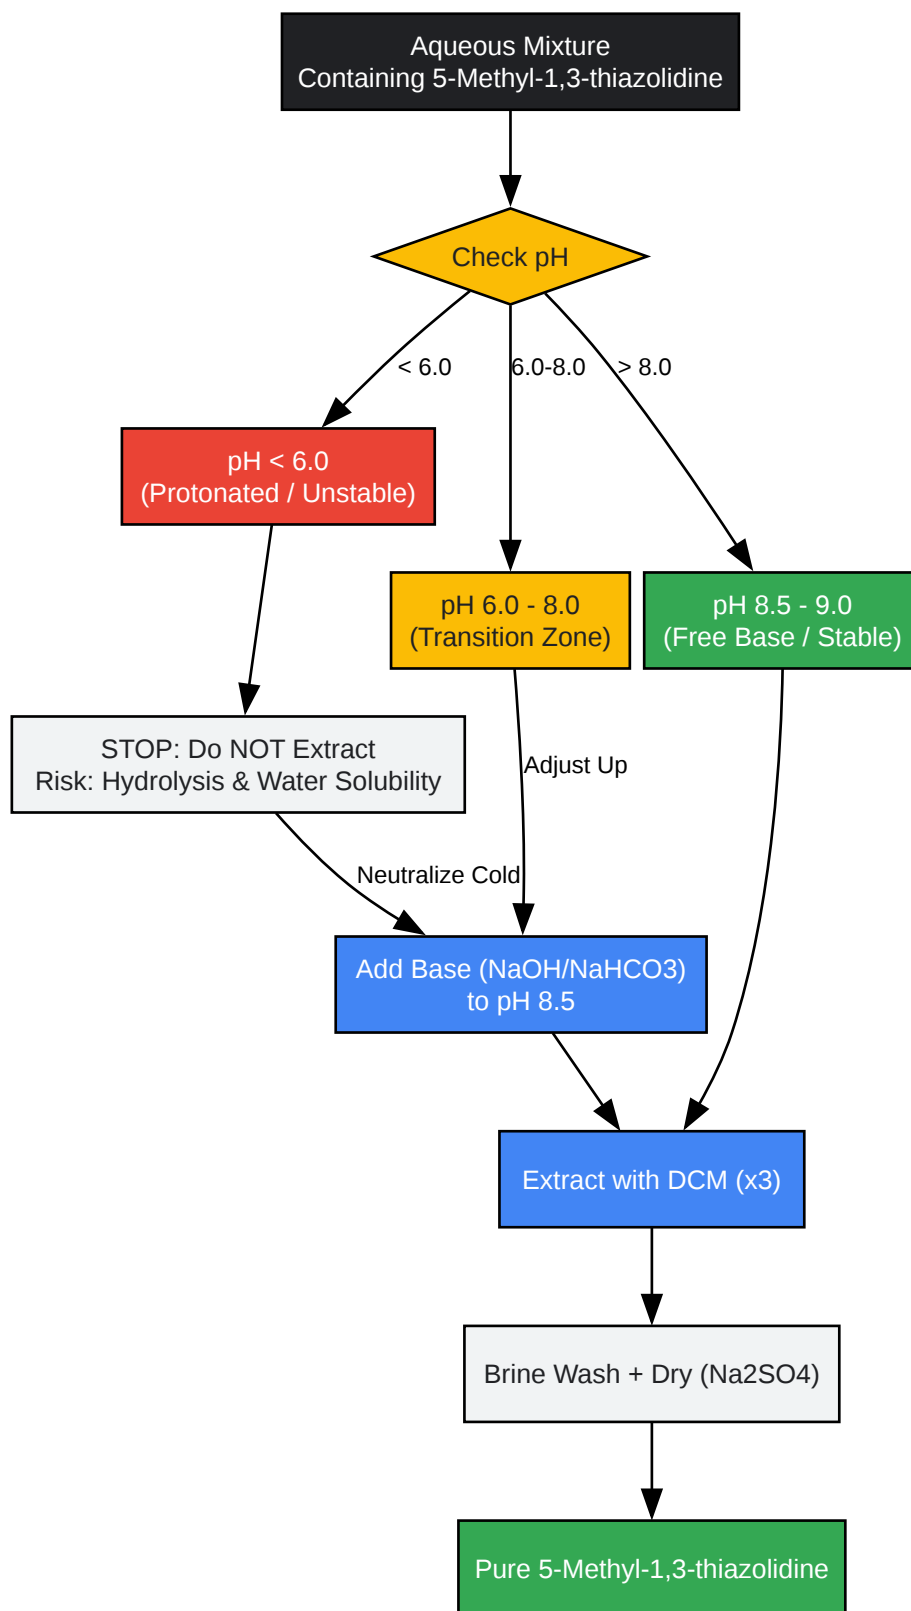 Aqueous Mixture
Containing 5-Methyl-1,3-thiazolidine
Check pH
< 6.0
6.0-8.0
> 8.0
pH < 6.0
(Protonated / Unstable)
pH 6.0 - 8.0
(Transition Zone)
pH 8.5 - 9.0
(Free Base / Stable)
STOP: Do NOT Extract
Risk: Hydrolysis & Water Solubility
Adjust Up
Neutralize Cold
Add Base (NaOH/NaHCO3)
to pH 8.5
Extract with DCM (x3)
Brine Wash + Dry (Na2SO4)
Pure 5-Methyl-1,3-thiazolidine